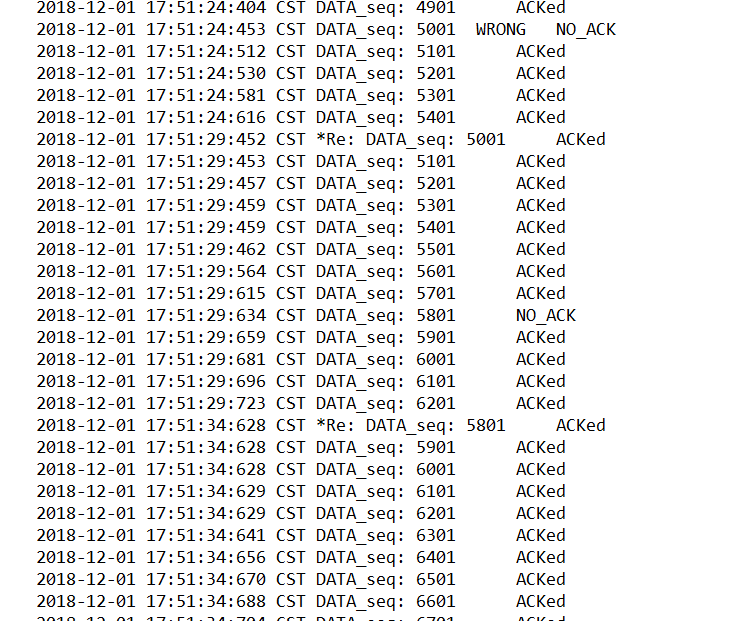 2018-12-01 17:51:24:404 CST DATA_seq: 4901 ACKed
2018-12-01 17:51:24:453 CST DATA_seq: 5001 WRONG NO_ACK
2018-12-01 17:51:24:512 CST DATA_seq: 5101 ACKed
2018-12-01 17:51:24:530 CST DATA_seq: 5201 ACKed
2018-12-01 17:51:24:581 CST DATA_seq: 5301 ACKed
2018-12-01 17:51:24:616 CST DATA_seq: 5401 ACKed
2018-12-01 17:51:29:452 CST *Re: DATA_seq: 5001 ACKed
2018-12-01 17:51:29:453 CST DATA_seq: 5101 ACKed
2018-12-01 17:51:29:457 CST DATA_seq: 5201 ACKed
2018-12-01 17:51:29:459 CST DATA_seq: 5301 ACKed
2018-12-01 17:51:29:459 CST DATA_seq: 5401 ACKed
2018-12-01 17:51:29:462 CST DATA_seq: 5501 ACKed
2018-12-01 17:51:29:564 CST DATA_seq: 5601 ACKed
2018-12-01 17:51:29:615 CST DATA_seq: 5701 ACKed
2018-12-01 17:51:29:634 CST DATA_seq: 5801 NO_ACK
2018-12-01 17:51:29:659 CST DATA_seq: 5901 ACKed
2018-12-01 17:51:29:681 CST DATA_seq: 6001 ACKed
2018-12-01 17:51:29:696 CST DATA_seq: 6101 ACKed
2018-12-01 17:51:29:723 CST DATA_seq: 6201 ACKed
2018-12-01 17:51:34:628 CST *Re: DATA_seq: 5801 ACKed
2018-12-01 17:51:34:628 CST DATA_seq: 5901 ACKed
2018-12-01 17:51:34:628 CST DATA_seq: 6001 ACKed
2018-12-01 17:51:34:629 CST DATA_seq: 6101 ACKed
2018-12-01 17:51:34:629 CST DATA_seq: 6201 ACKed
2018-12-01 17:51:34:641 CST DATA_seq: 6301 ACKed
2018-12-01 17:51:34:656 CST DATA_seq: 6401 ACKed
2018-12-01 17:51:34:670 CST DATA_seq: 6501 ACKed
2018-12-01 17:51:34:688 CST DATA_seq: 6601 ACKed